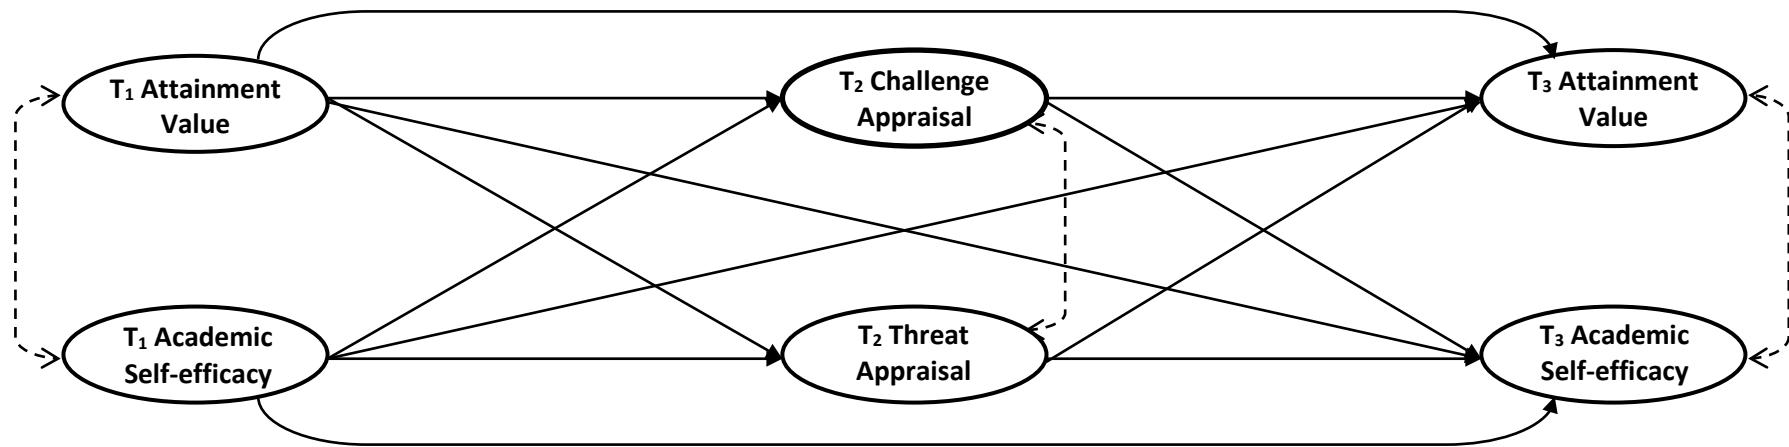 T₁ Attainment
Value
T₂ Challenge
Appraisal
T₃ Attainment
Value
T₁ Academic
Self-efficacy
T₂ Threat
Appraisal
T₃ Academic
Self-efficacy